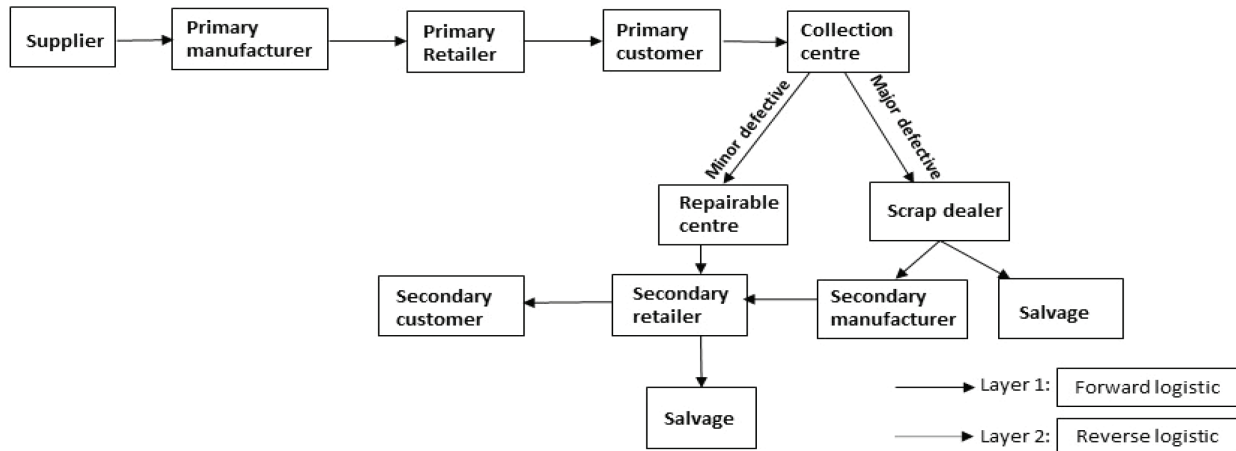 Supplier
Primary
manufacturer
Primary
Retailer
Primary
customer
Collection
centre
Minor defective
Major defective
Repairable
centre
Scrap dealer
Secondary
customer
Secondary
retailer
Secondary
manufacturer
Salvage
Salvage
Layer 1: Forward logistic
Layer 2: Reverse logistic